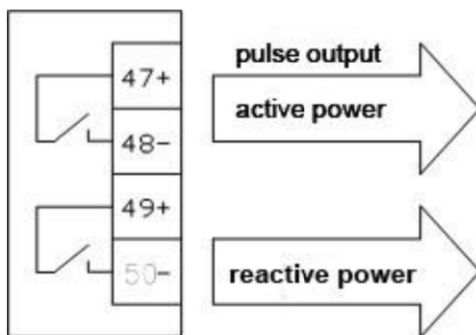 47+
48-
49+
50-
pulse output
active power
reactive power